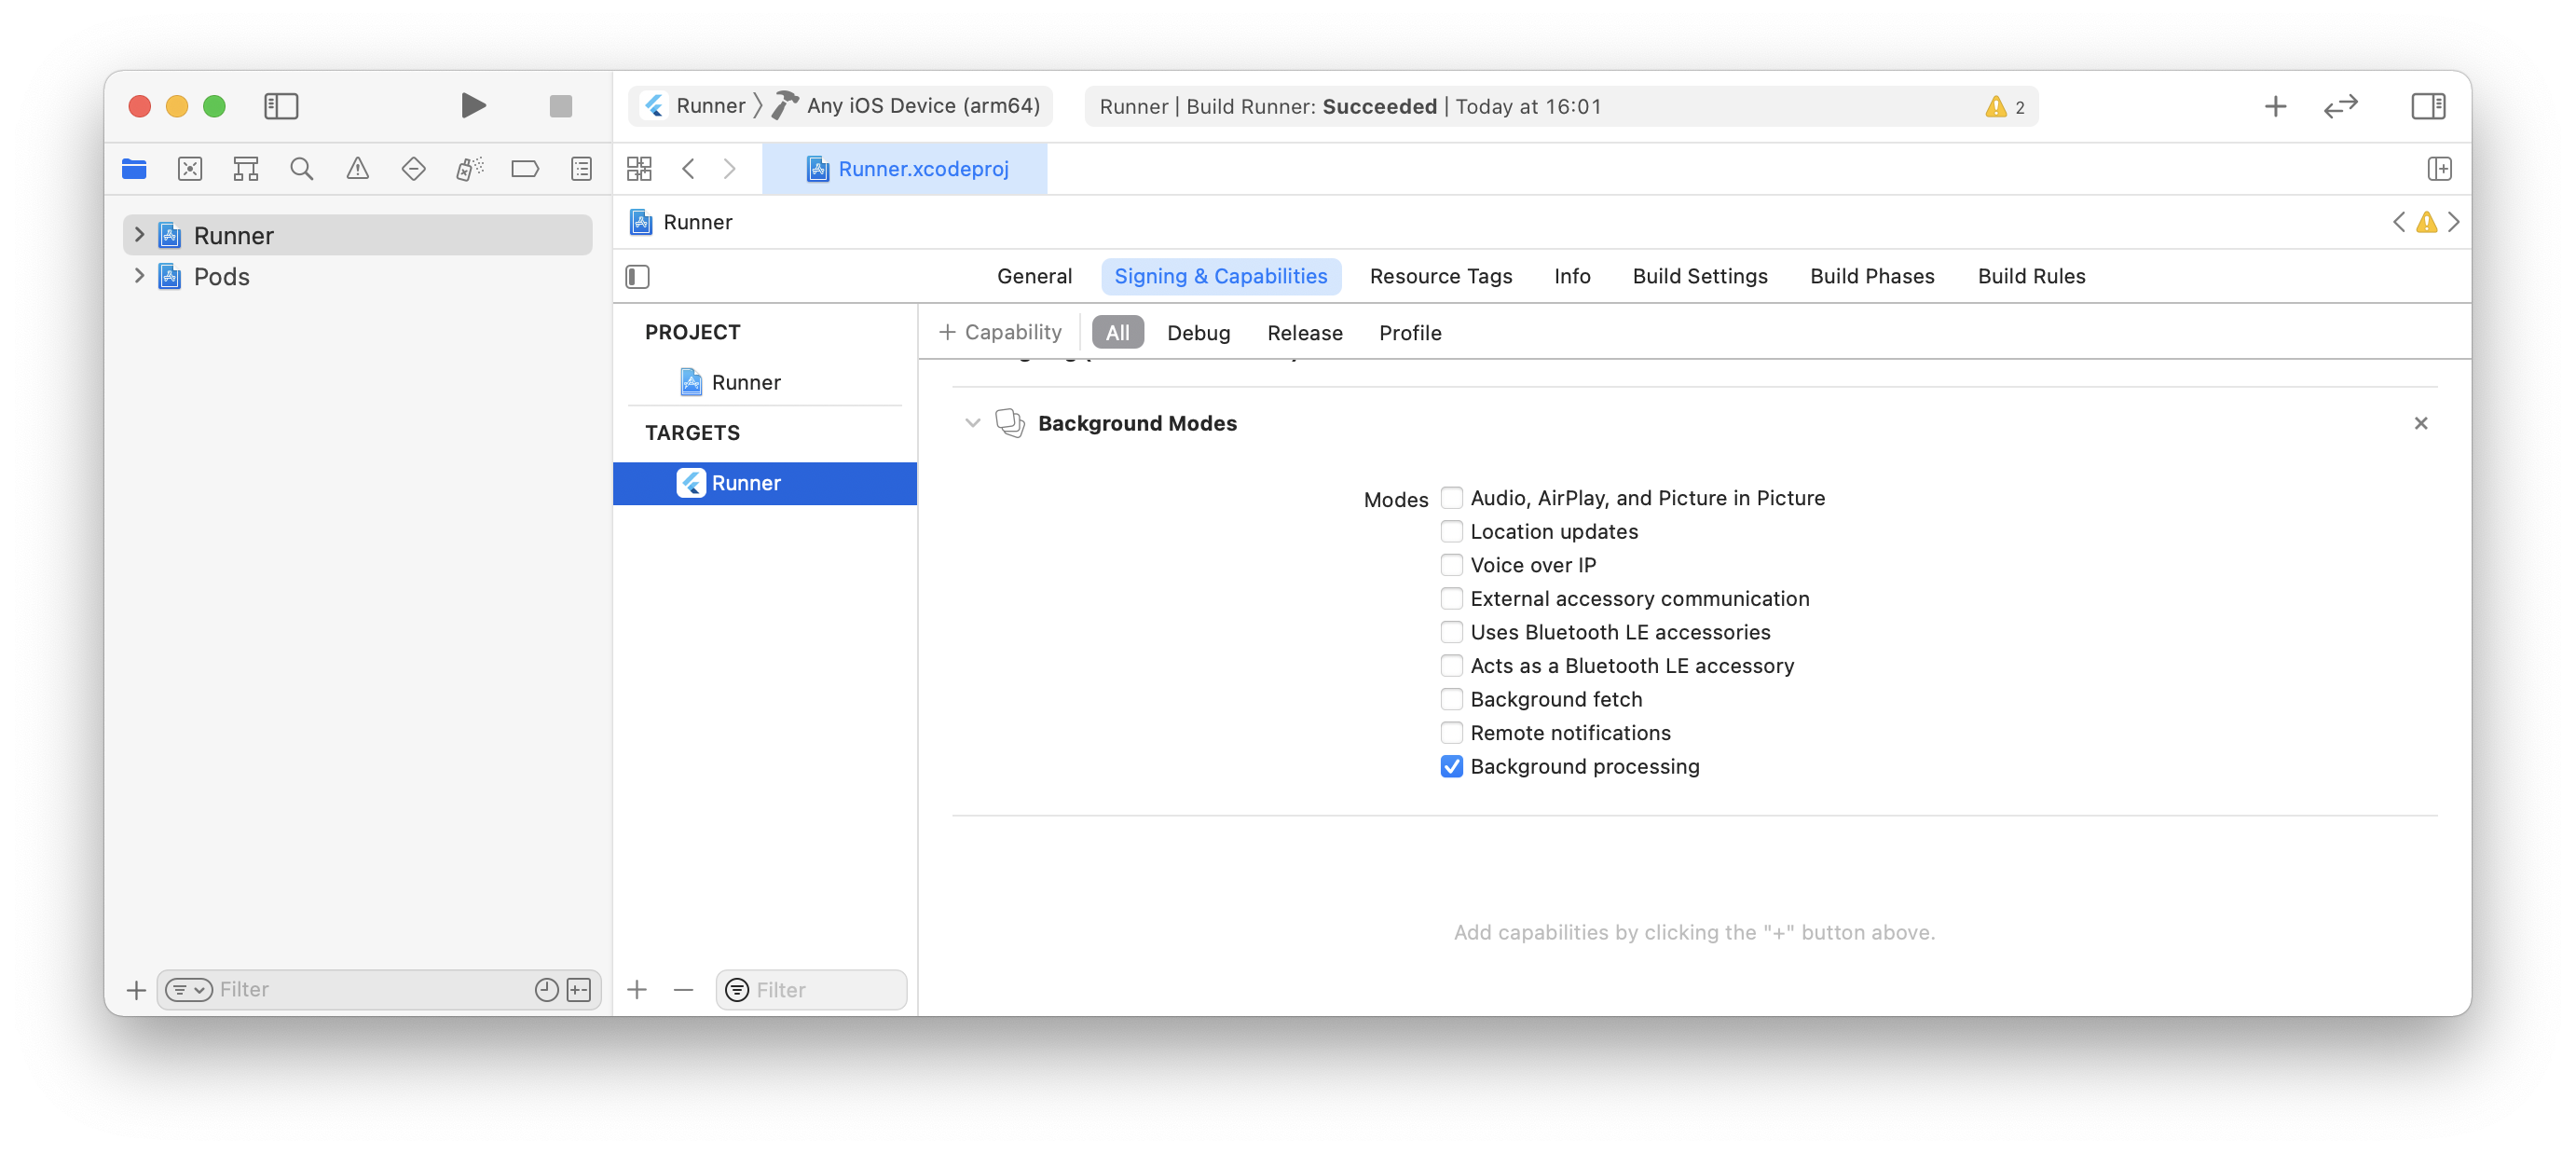 Runner
Any iOS Device (arm64)
Runner | Build Runner: Succeeded | Today at 16:01
2
Runner.xcodeproj
Runner
Pods
Filter
Runner
General
Signing & Capabilities
Resource Tags
Info
Build Settings
Build Phases
Build Rules
PROJECT
Runner
TARGETS
Runner
Filter
+ Capability
All
Debug
Release
Profile
Background Modes
Modes
Audio, AirPlay, and Picture in Picture
Location updates
Voice over IP
External accessory communication
Uses Bluetooth LE accessories
Acts as a Bluetooth LE accessory
Background fetch
Remote notifications
Background processing
Add capabilities by clicking the "+" button above.